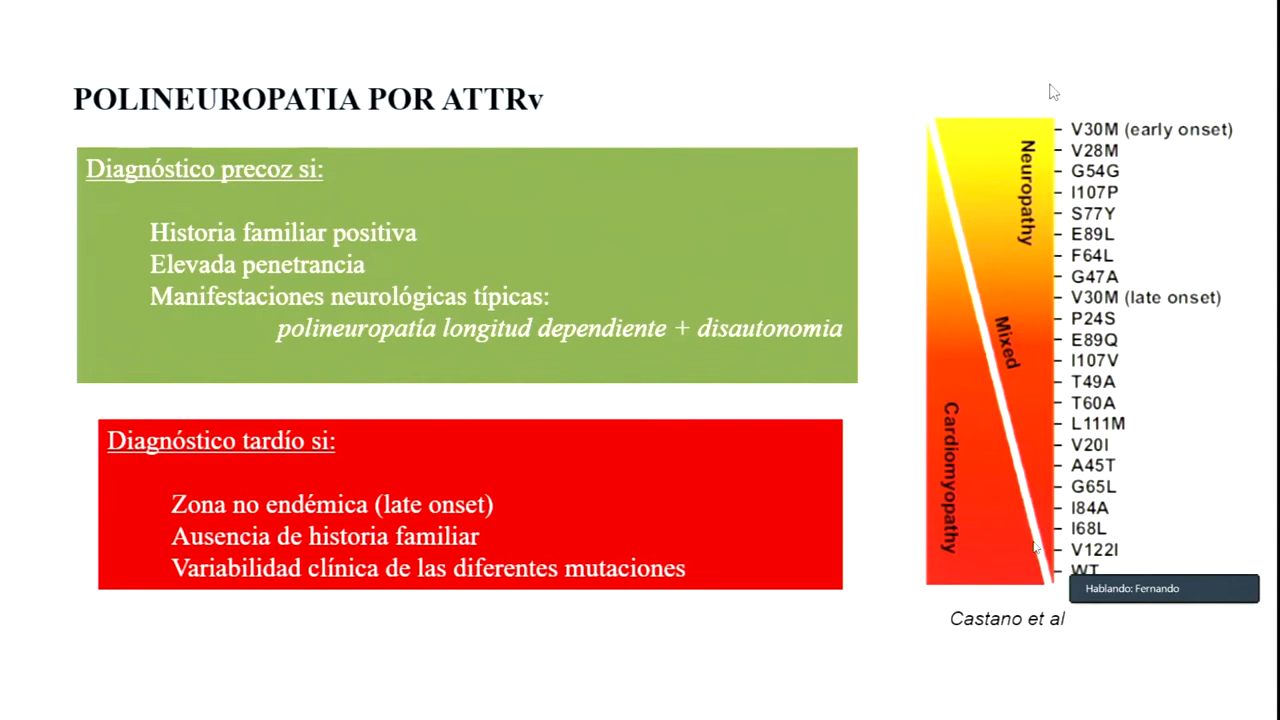 POLINEUROPATIA POR ATTRv
Diagnóstico precoz si:
Historia familiar positiva
Elevada penetrancia
Manifestaciones neurológicas típicas:
polineuropatía longitud dependiente + disautonomia
Diagnóstico tardío si:
Zona no endémica (late onset)
Ausencia de historia familiar
Variabilidad clínica de las diferentes mutaciones
Neuropathy
Mixed
Cardiomyopathy
V30M (early onset)
V28M
G54G
I107P
S77Y
E89L
F64L
G47A
V30M (late onset)
P24S
E89Q
I107V
T49A
T60A
L111M
V20I
A45T
G65L
I84A
I68L
V122I
WT
Hablando: Fernando
Castano et al